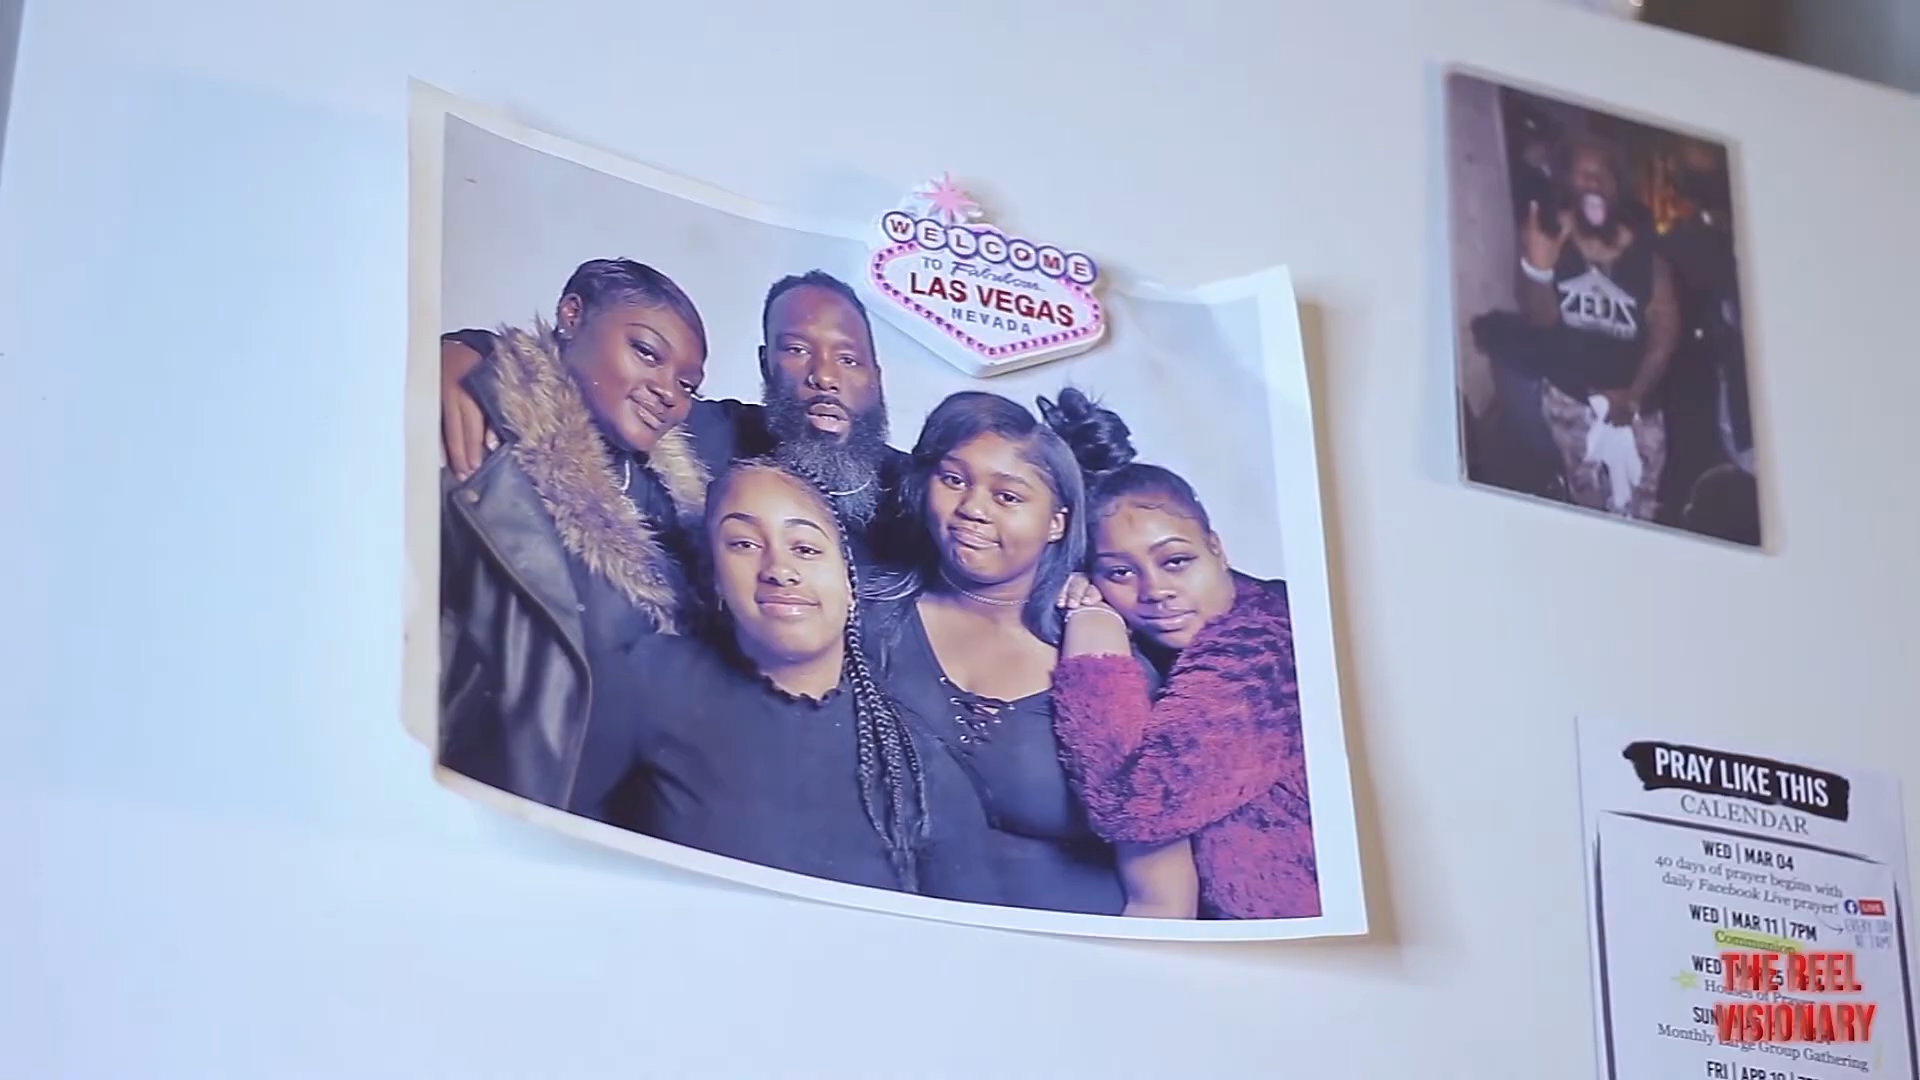 WELCOME
TO Fabulous
LAS VEGAS
NEVADA
ZEUS
PRAY LIKE THIS
CALENDAR
WED | MAR 04
40 days of prayer begins with
daily Facebook Live prayer!
LIVE
WED | MAR 11 | 7PM
EVERY DAY
Communion
WED
Houses of Prayer
SUN
Monthly Large Group Gathering
FRI | APR 10
THE REEL
VISIONARY